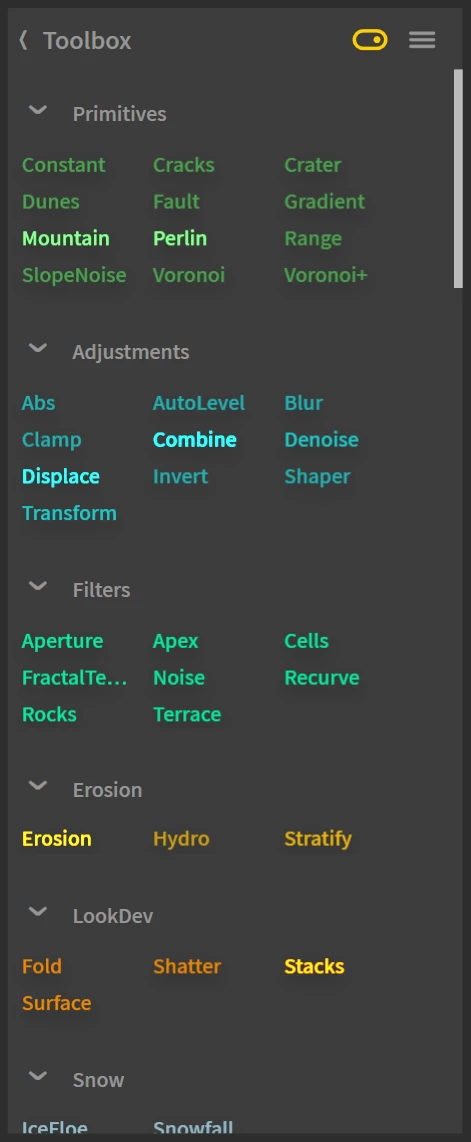 Toolbox
Primitives
Constant Cracks Crater
Dunes Fault Gradient
Mountain Perlin Range
SlopeNoise Voronoi Voronoi+
Adjustments
Abs AutoLevel Blur
Clamp Combine Denoise
Displace Invert Shaper
Transform
Filters
Aperture Apex Cells
FractalTe... Noise Recurve
Rocks Terrace
Erosion
Erosion Hydro Stratify
LookDev
Fold Shatter Stacks
Surface
Snow
IceFloe Snowfall